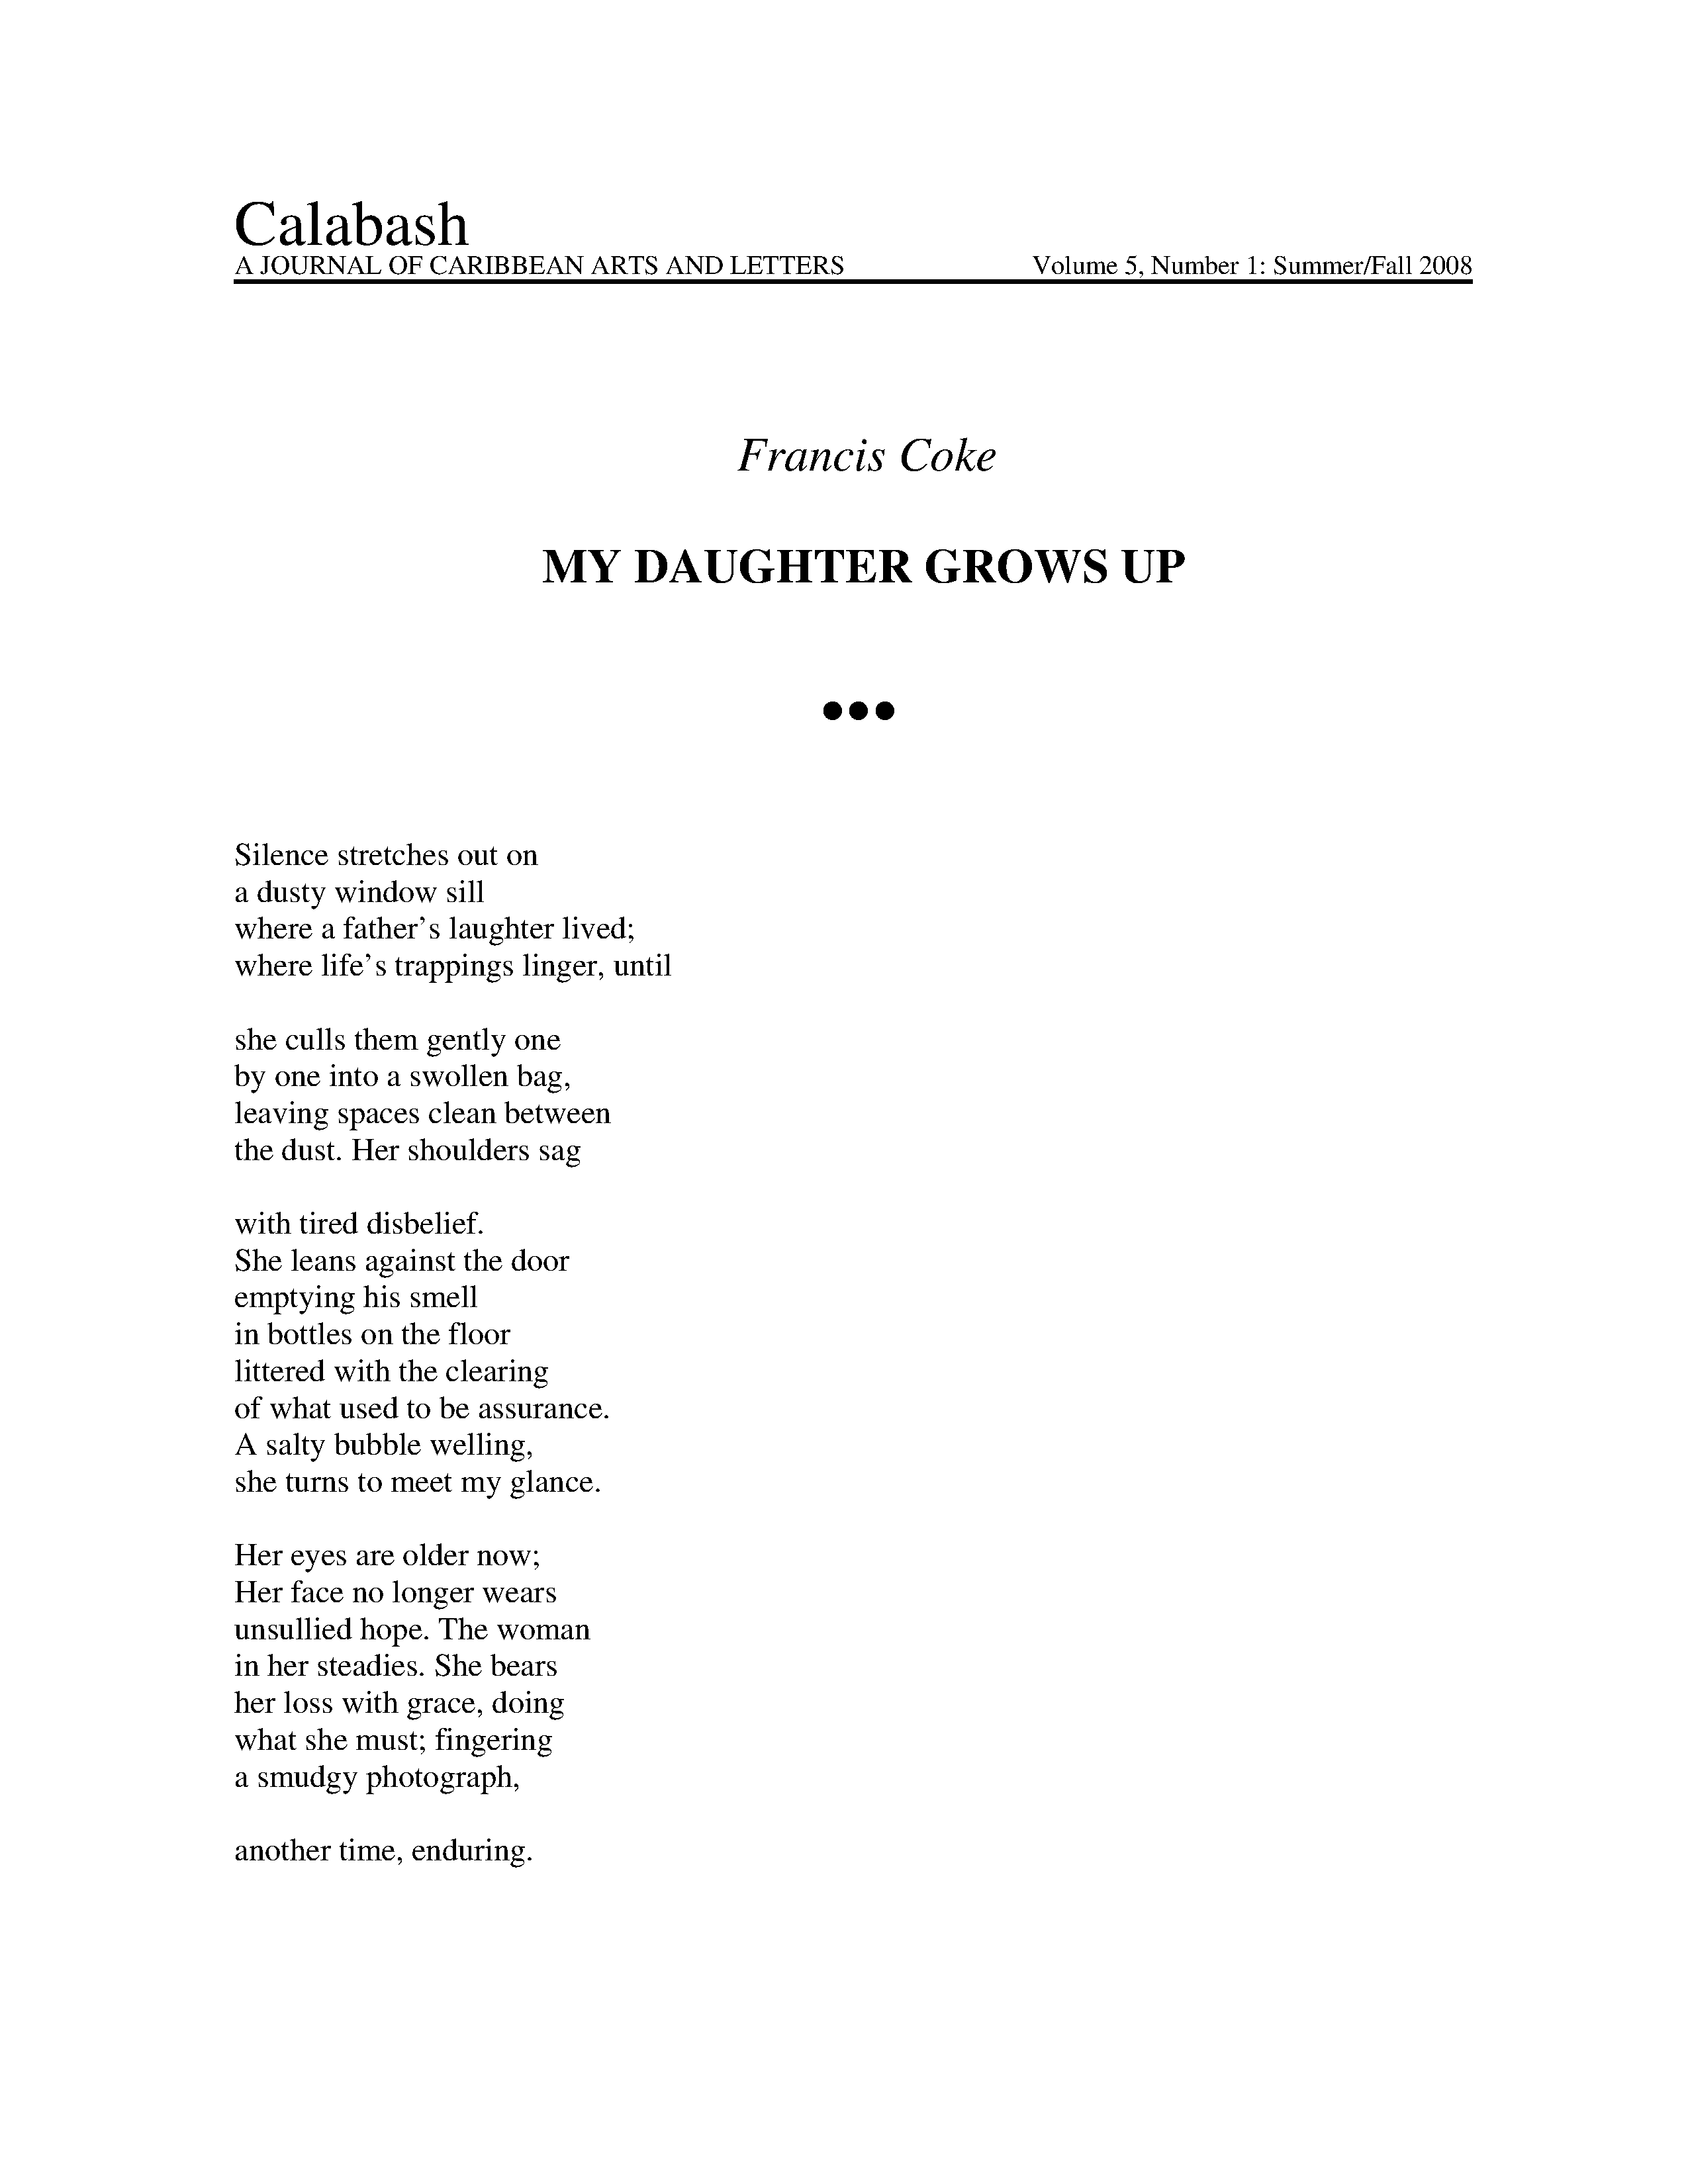 Calabash
A JOURNAL OF CARIBBEAN ARTS AND LETTERS Volume 5, Number 1: Summer/Fall 2008
Francis Coke
MY DAUGHTER GROWS UP
●●●
Silence stretches out on
a dusty window sill
where a father’s laughter lived;
where life’s trappings linger, until
she culls them gently one
by one into a swollen bag,
leaving spaces clean between
the dust. Her shoulders sag
with tired disbelief.
She leans against the door
emptying his smell
in bottles on the floor
littered with the clearing
of what used to be assurance.
A salty bubble welling,
she turns to meet my glance.
Her eyes are older now;
Her face no longer wears
unsullied hope. The woman
in her steadies. She bears
her loss with grace, doing
what she must; fingering
a smudgy photograph,
another time, enduring.